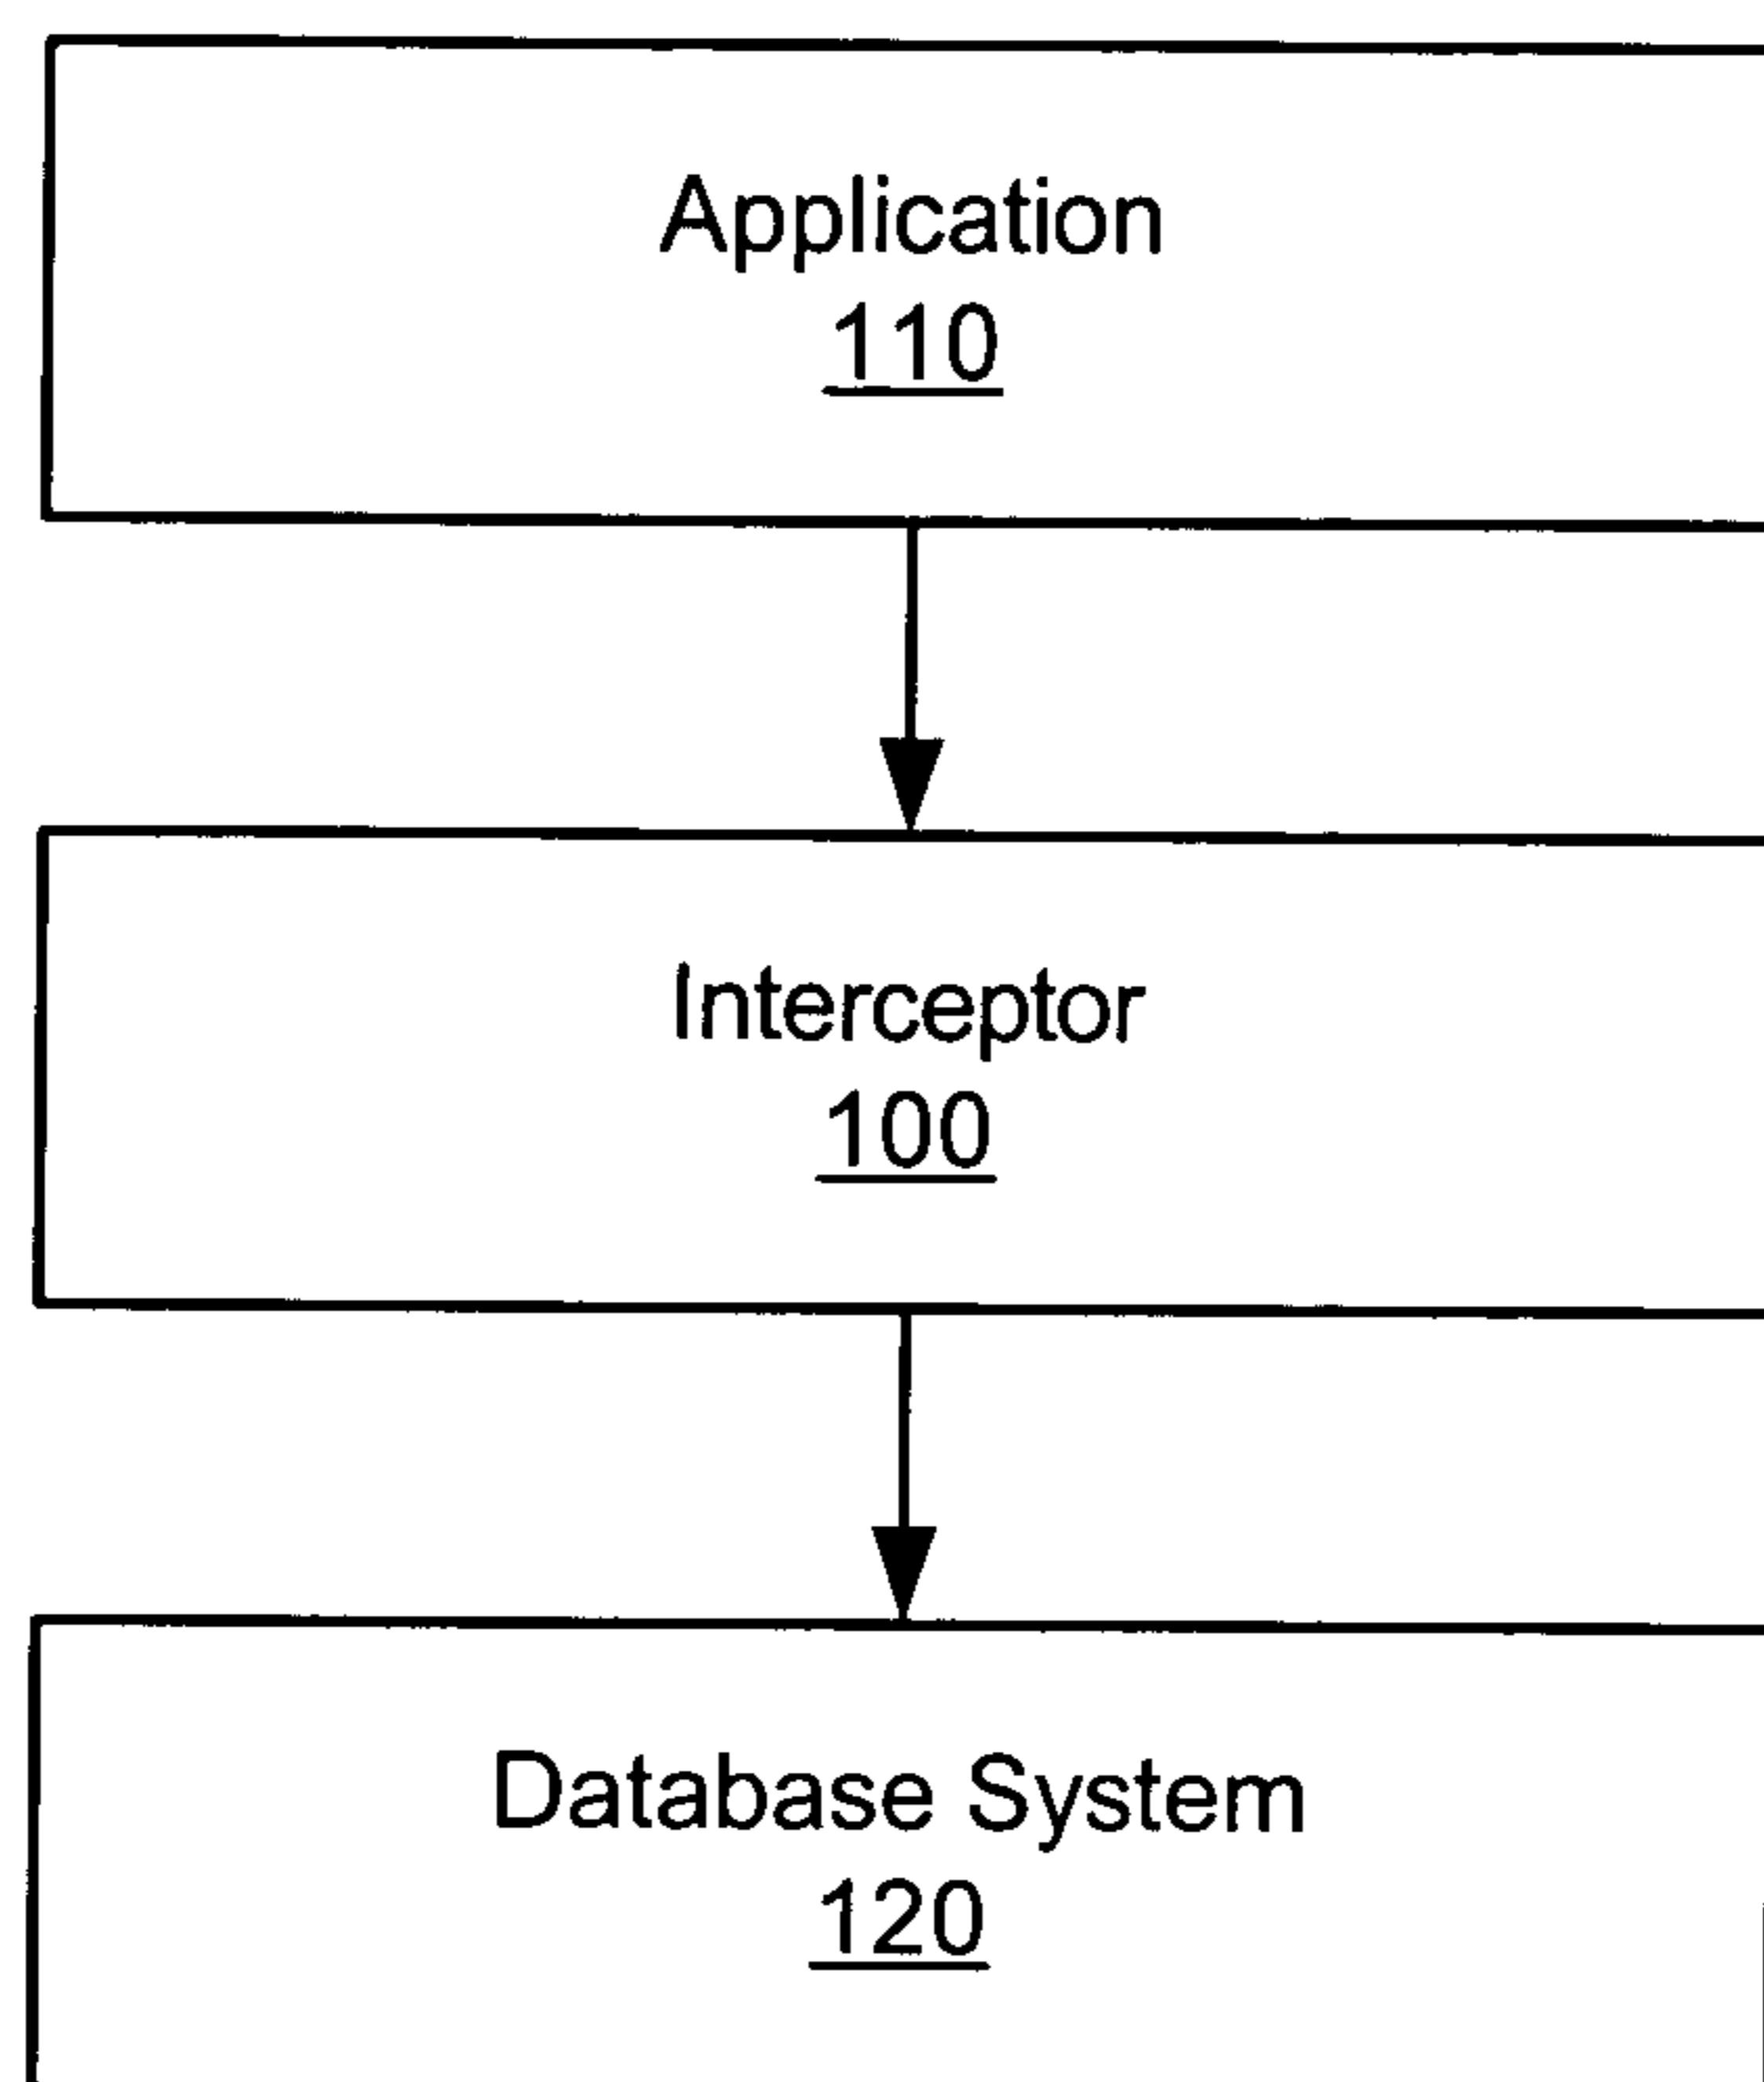 Application
110
Interceptor
100
Database System
120